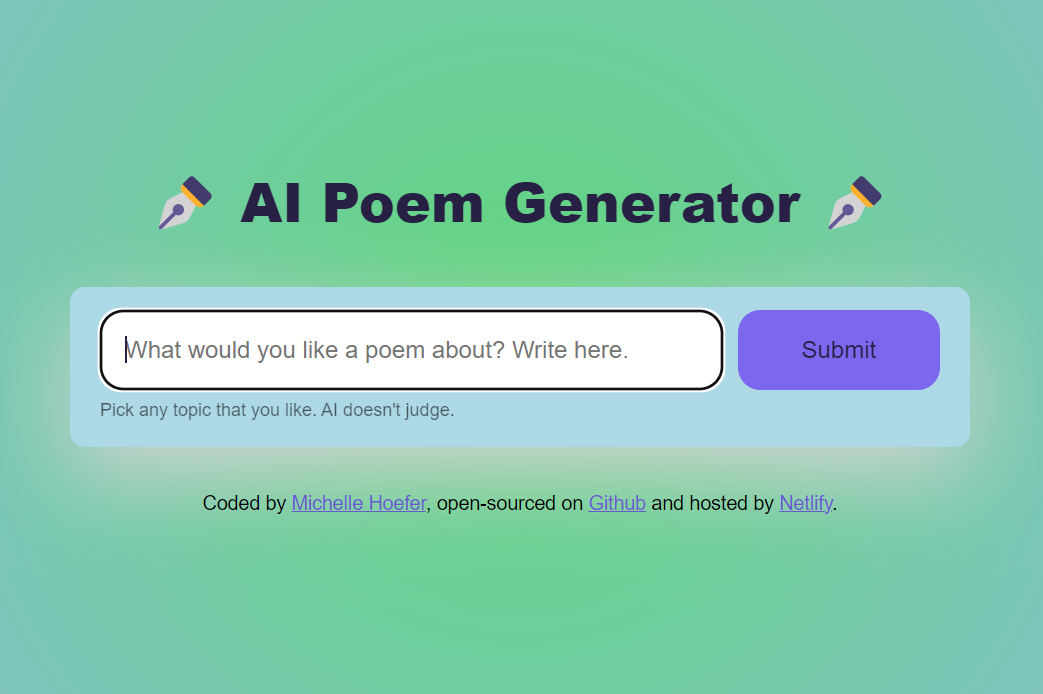 AI Poem Generator
What would you like a poem about? Write here.
Submit
Pick any topic that you like. AI doesn't judge.
Coded by Michelle Hoefer, open-sourced on Github and hosted by Netlify.